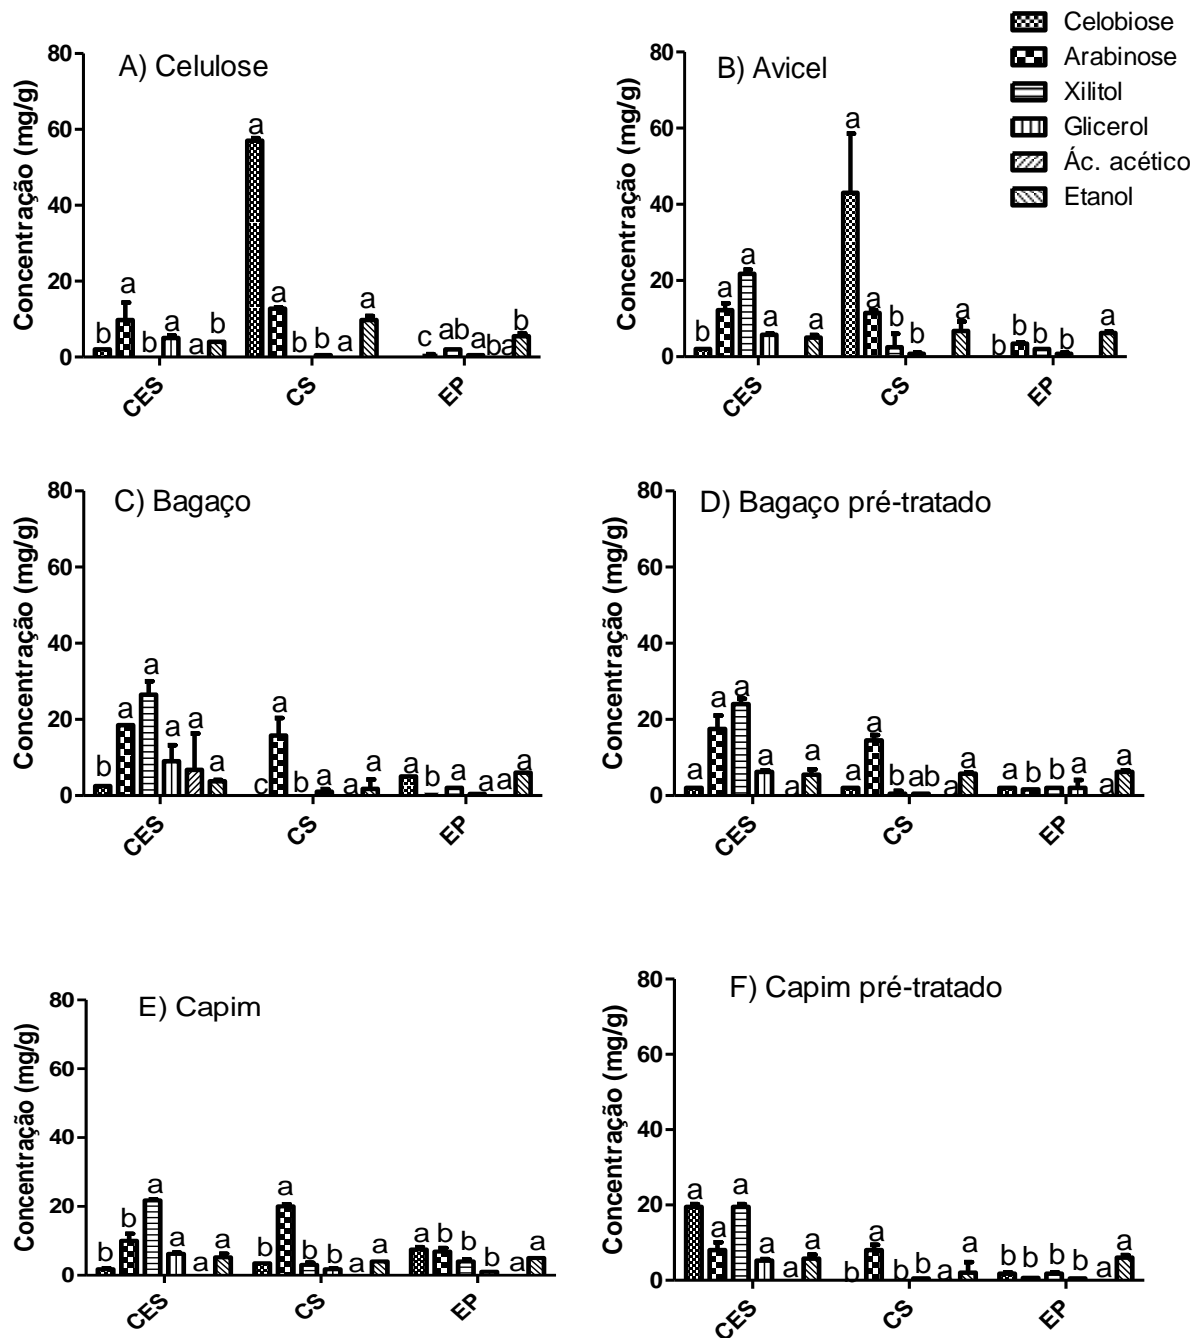 Celobiose
Arabinose
Xilitol
Glicerol
Ác. acético
Etanol
A) Celulose
Concentração (mg/g)
80
60
40
20
0
b a b a a b
a a b b a a
c ab a ba b
CES CS EP
B) Avicel
Concentração (mg/g)
80
60
40
20
0
b a a a a
a a b b a
b b b b a
CES CS EP
C) Bagaço
Concentração (mg/g)
80
60
40
20
0
b a a a a a
c a b a a a
a b a a a a
CES CS EP
D) Bagaço pré-tratado
Concentração (mg/g)
80
60
40
20
0
a a a a a a
a a b ab a a
a b b a a a
CES CS EP
E) Capim
Concentração (mg/g)
80
60
40
20
0
b b a a a a
b a b b a a
a b b b a a
CES CS EP
F) Capim pré-tratado
Concentração (mg/g)
80
60
40
20
0
a a a a a a
b a b b a a
b b b b a a
CES CS EP